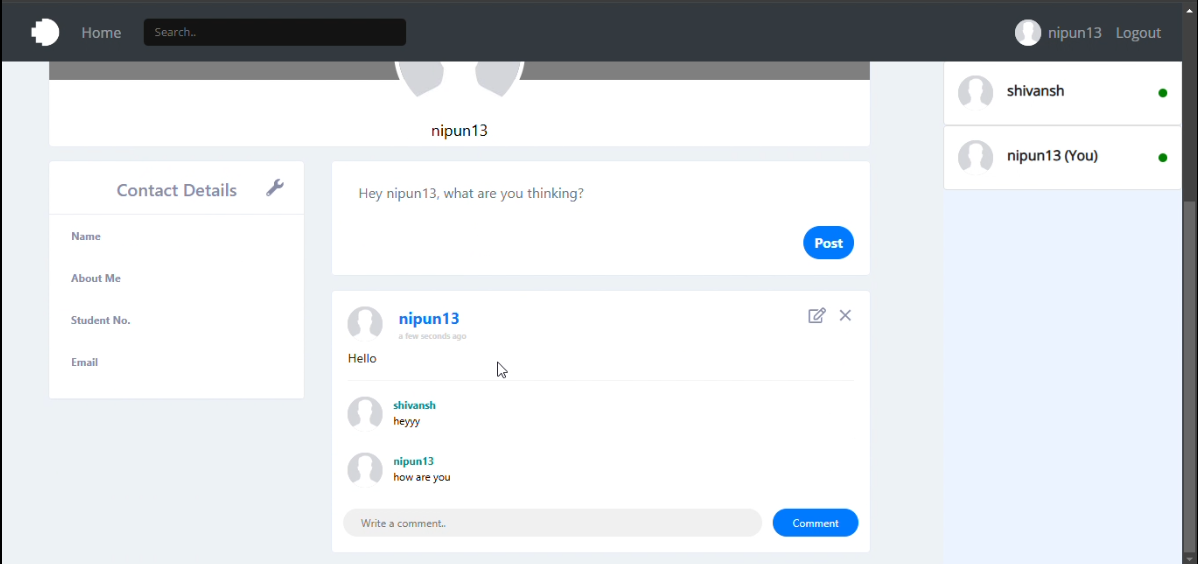 Home
Search..
nipun13
Logout
nipun13
shivansh
nipun13 (You)
Contact Details
Name
About Me
Student No.
Email
Hey nipun13, what are you thinking?
Post
nipun13
a few seconds ago
Hello
shivansh
heyyy
nipun13
how are you
Write a comment..
Comment